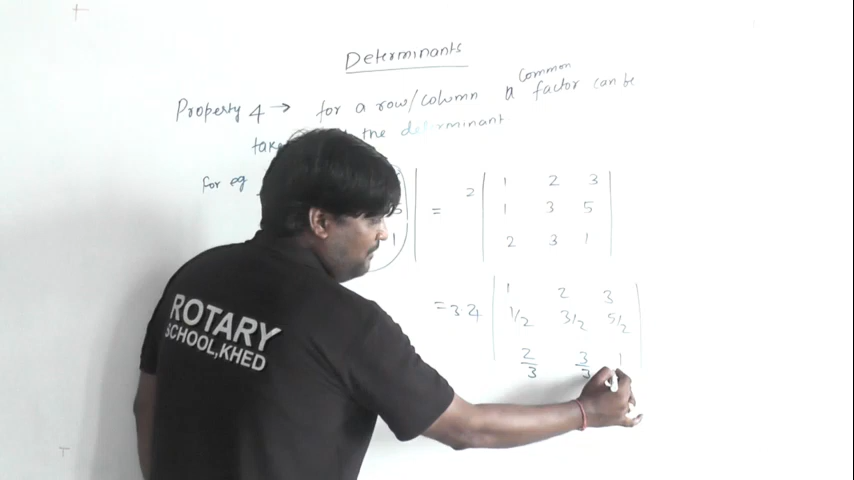 Determinants
Property 4 → for a row/column a common factor can be
the determinant
for eg
= 2 | 1 2 3 |
| 1 3 5 |
1 | 2 3 1 |
= 3.4 | 1 2 3 |
| 1/2 3/2 5/2 |
| 2/3 3/3 1 |
ROTARY
SCHOOL,KHED